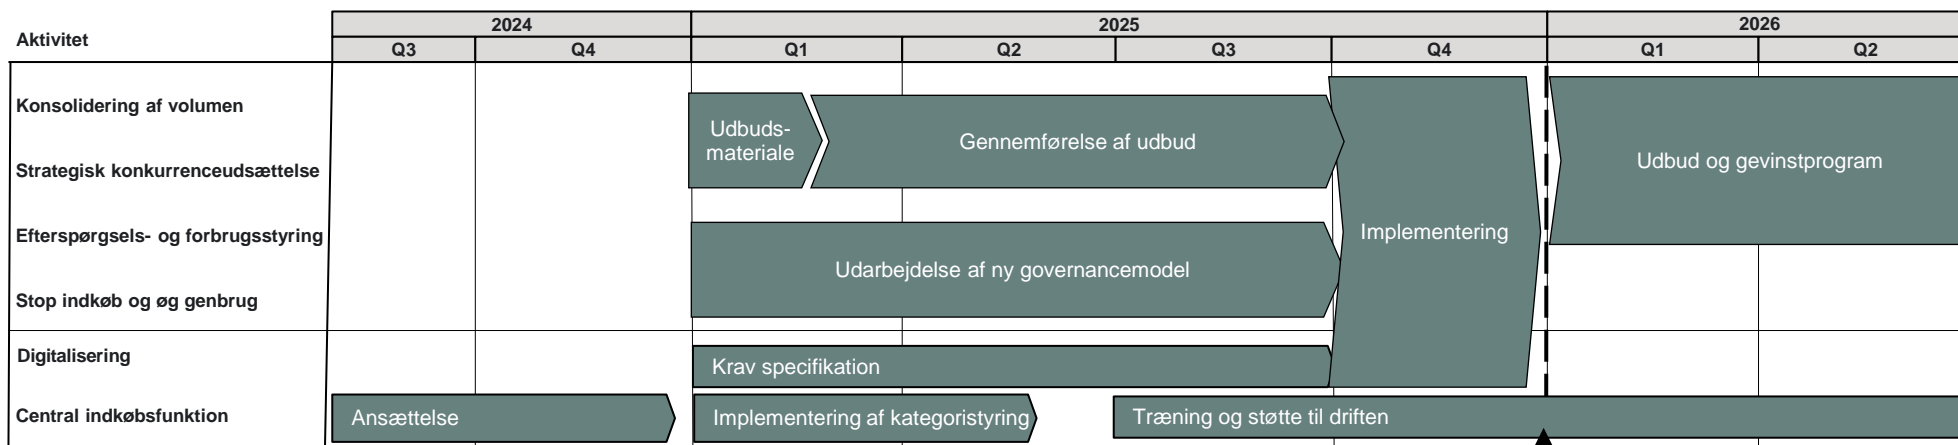 Aktivitet
2024
2025
2026
Q3
Q4
Q1
Q2
Q3
Q4
Q1
Q2
Konsolidering af volumen
Strategisk konkurrenceudsættelse
Efterspørgsels- og forbrugsstyring
Stop indkøb og øg genbrug
Digitalisering
Central indkøbsfunktion
Udbuds-
materiale
Gennemførelse af udbud
Udarbejdelse af ny governancemodel
Implementering
Udbud og gevinstprogram
Krav specifikation
Ansættelse
Implementering af kategoristyring
Træning og støtte til driften